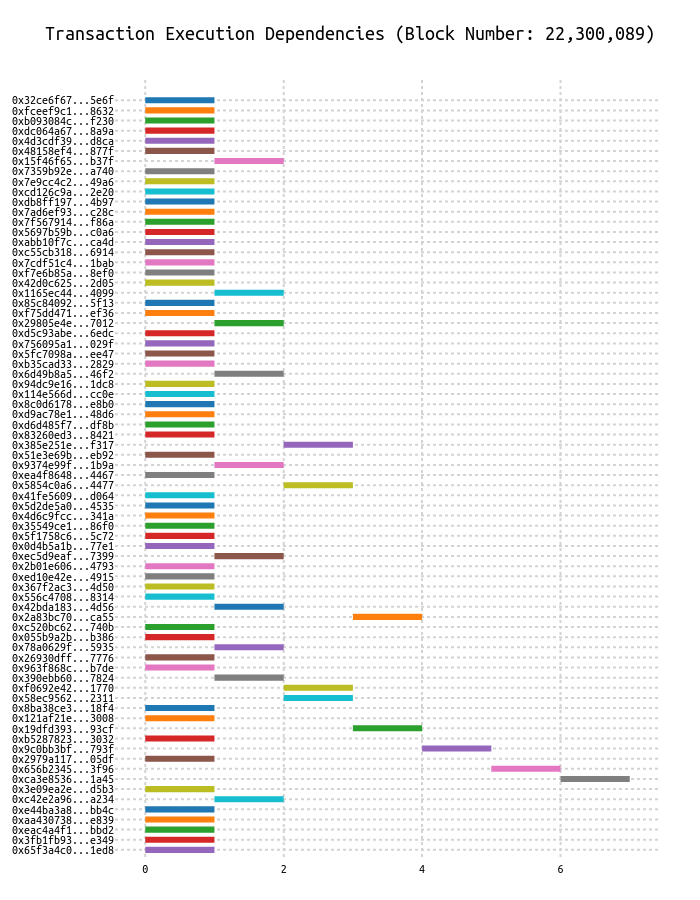 Transaction Execution Dependencies (Block Number: 22,300,089)
0x32ce6f67...5e6f
0xfceef9c1...8632
0xb093084c...f230
0xdc064a67...8a9a
0x4d3cdf39...d8ca
0x48158ef4...877f
0x15f46f65...b37f
0x7359b92e...a740
0x7e9cc4c2...49a6
0xcd126c9a...2e20
0xdb8ff197...4b97
0x7ad6ef93...c28c
0x7f567914...f86a
0x5697b59b...c0a6
0xabb10f7c...ca4d
0xc55cb318...6914
0x7cdf51c4...1bab
0xf7e6b85a...8ef0
0x42d0c625...2d05
0x1165ec44...4099
0x85c84092...5f13
0xf75dd471...ef36
0x29805e4e...7012
0xd5c93abe...6edc
0x756095a1...029f
0x5fc7098a...ee47
0xb35cad33...2829
0x6d49b8a5...46f2
0x94dc9e16...1dc8
0x114e566d...cc0e
0x8c0d6178...e8b0
0xd9ac78e1...48d6
0xd6d485f7...df8b
0x83260ed3...8421
0x385e251e...f317
0x51e3e69b...eb92
0x9374e99f...1b9a
0xea4f8648...4467
0x5854c0a6...4477
0x41fe5609...d064
0x5d2de5a0...4535
0x4d6c9fcc...341a
0x35549ce1...86f0
0x5f1758c6...5c72
0x0d4b5a1b...77e1
0xec5d9eaf...7399
0x2b01e606...4793
0xed10e42e...4915
0x367f2ac3...4d50
0x556c4708...8314
0x42bda183...4d56
0x2a83bc70...ca55
0xc520bc62...740b
0x055b9a2b...b386
0x78a0629f...5935
0x26930dff...7776
0x963f868c...b7de
0x390ebb60...7824
0xf0692e42...1770
0x58ec9562...2311
0x8ba38ce3...18f4
0x121af21e...3008
0x19dfd393...93cf
0xb5287823...3032
0x9c0bb3bf...793f
0x2979a117...05df
0x656b2345...3f96
0xca3e8536...1a45
0x3e09ea2e...d5b3
0xc42e2a96...a234
0xe44ba3a8...bb4c
0xaa430738...e839
0xeac4a4f1...bbd2
0x3fb1fb93...e349
0x65f3a4c0...1ed8
0 2 4 6